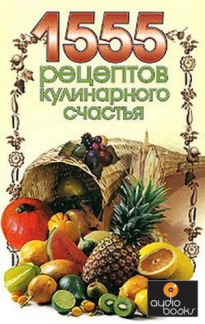 1555
рецептов
кулинарного
счастья
audio
books